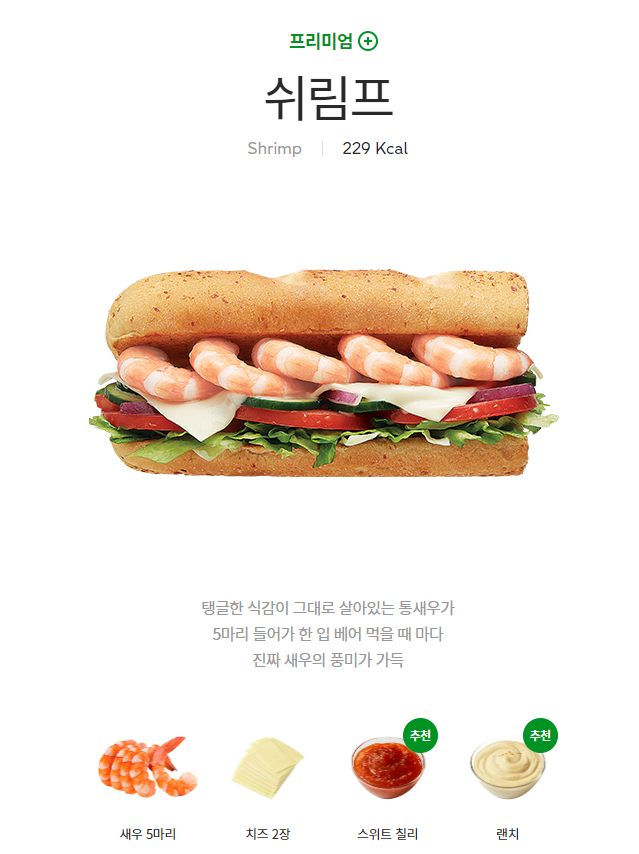 프리미엄
쉬림프
Shrimp 229 Kcal
탱글한 식감이 그대로 살아있는 통새우가
5마리 들어가 한 입 베어 먹을 때 마다
진짜 새우의 풍미가 가득
추천 추천
새우 5마리 치즈 2장 스위트 칠리 랜치